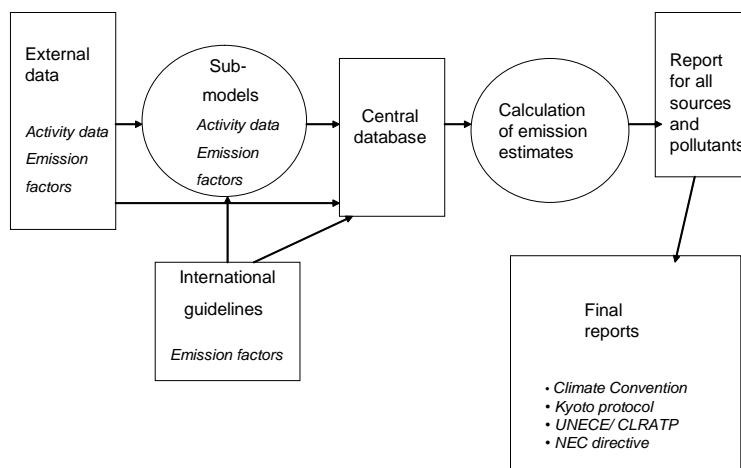 External
data
Activity data
Emission
factors
Sub-
models
Activity data
Emission
factors
Central
database
Calculation
of emission
estimates
Report
for all
sources
and
pollutants
International
guidelines
Emission factors
Final
reports
• Climate Convention
• Kyoto protocol
• UNECE/ CLRATP
• NEC directive